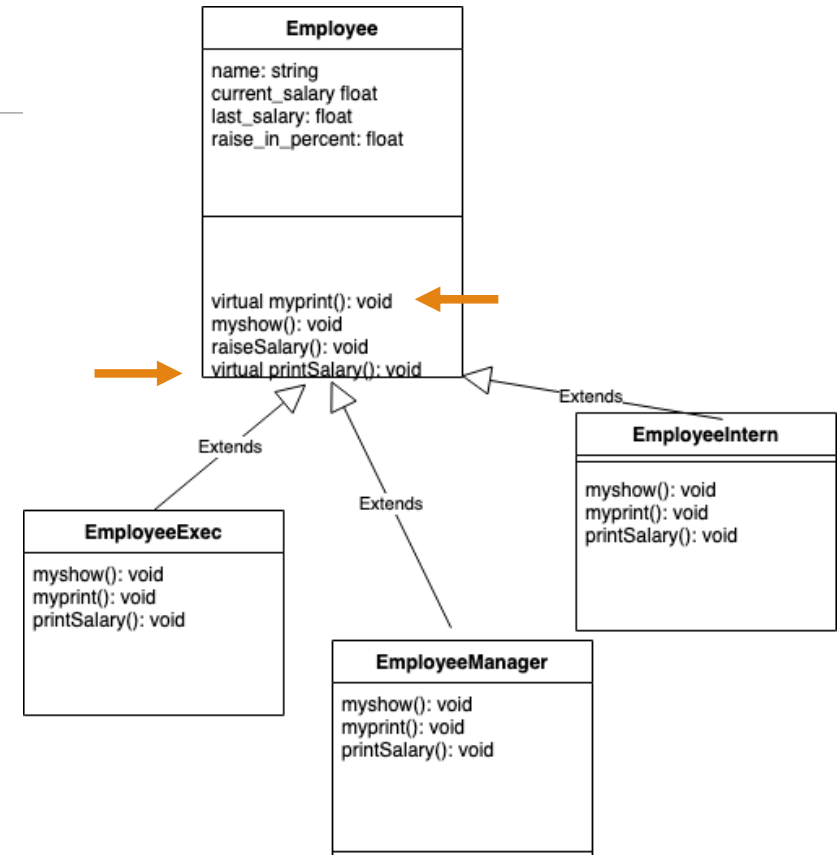 Employee
name: string
current_salary float
last_salary: float
raise_in_percent: float
virtual myprint(): void
myshow(): void
raiseSalary(): void
virtual printSalary(): void
Extends
Extends
Extends
EmployeeIntern
myshow(): void
myprint(): void
printSalary(): void
EmployeeExec
myshow(): void
myprint(): void
printSalary(): void
EmployeeManager
myshow(): void
myprint(): void
printSalary(): void